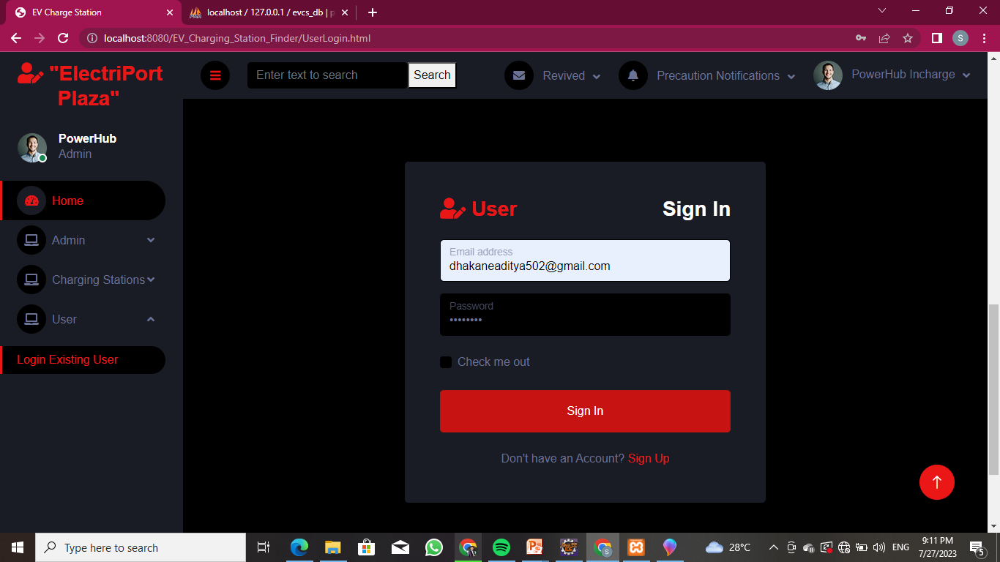 EV Charge Station
localhost / 127.0.0.1 / evcs_db | p
localhost:8080/EV_Charging_Station_Finder/UserLogin.html
S
"ElectriPort
Plaza"
Enter text to search
Search
Revived
Precaution Notifications
PowerHub Incharge
PowerHub
Admin
Home
Admin
Charging Stations
User
Login Existing User
User
Sign In
Email address
dhakaneaditya502@gmail.com
Password
Check me out
Sign In
Don't have an Account? Sign Up
Type here to search
28°C
ENG
9:11 PM
7/27/2023
5